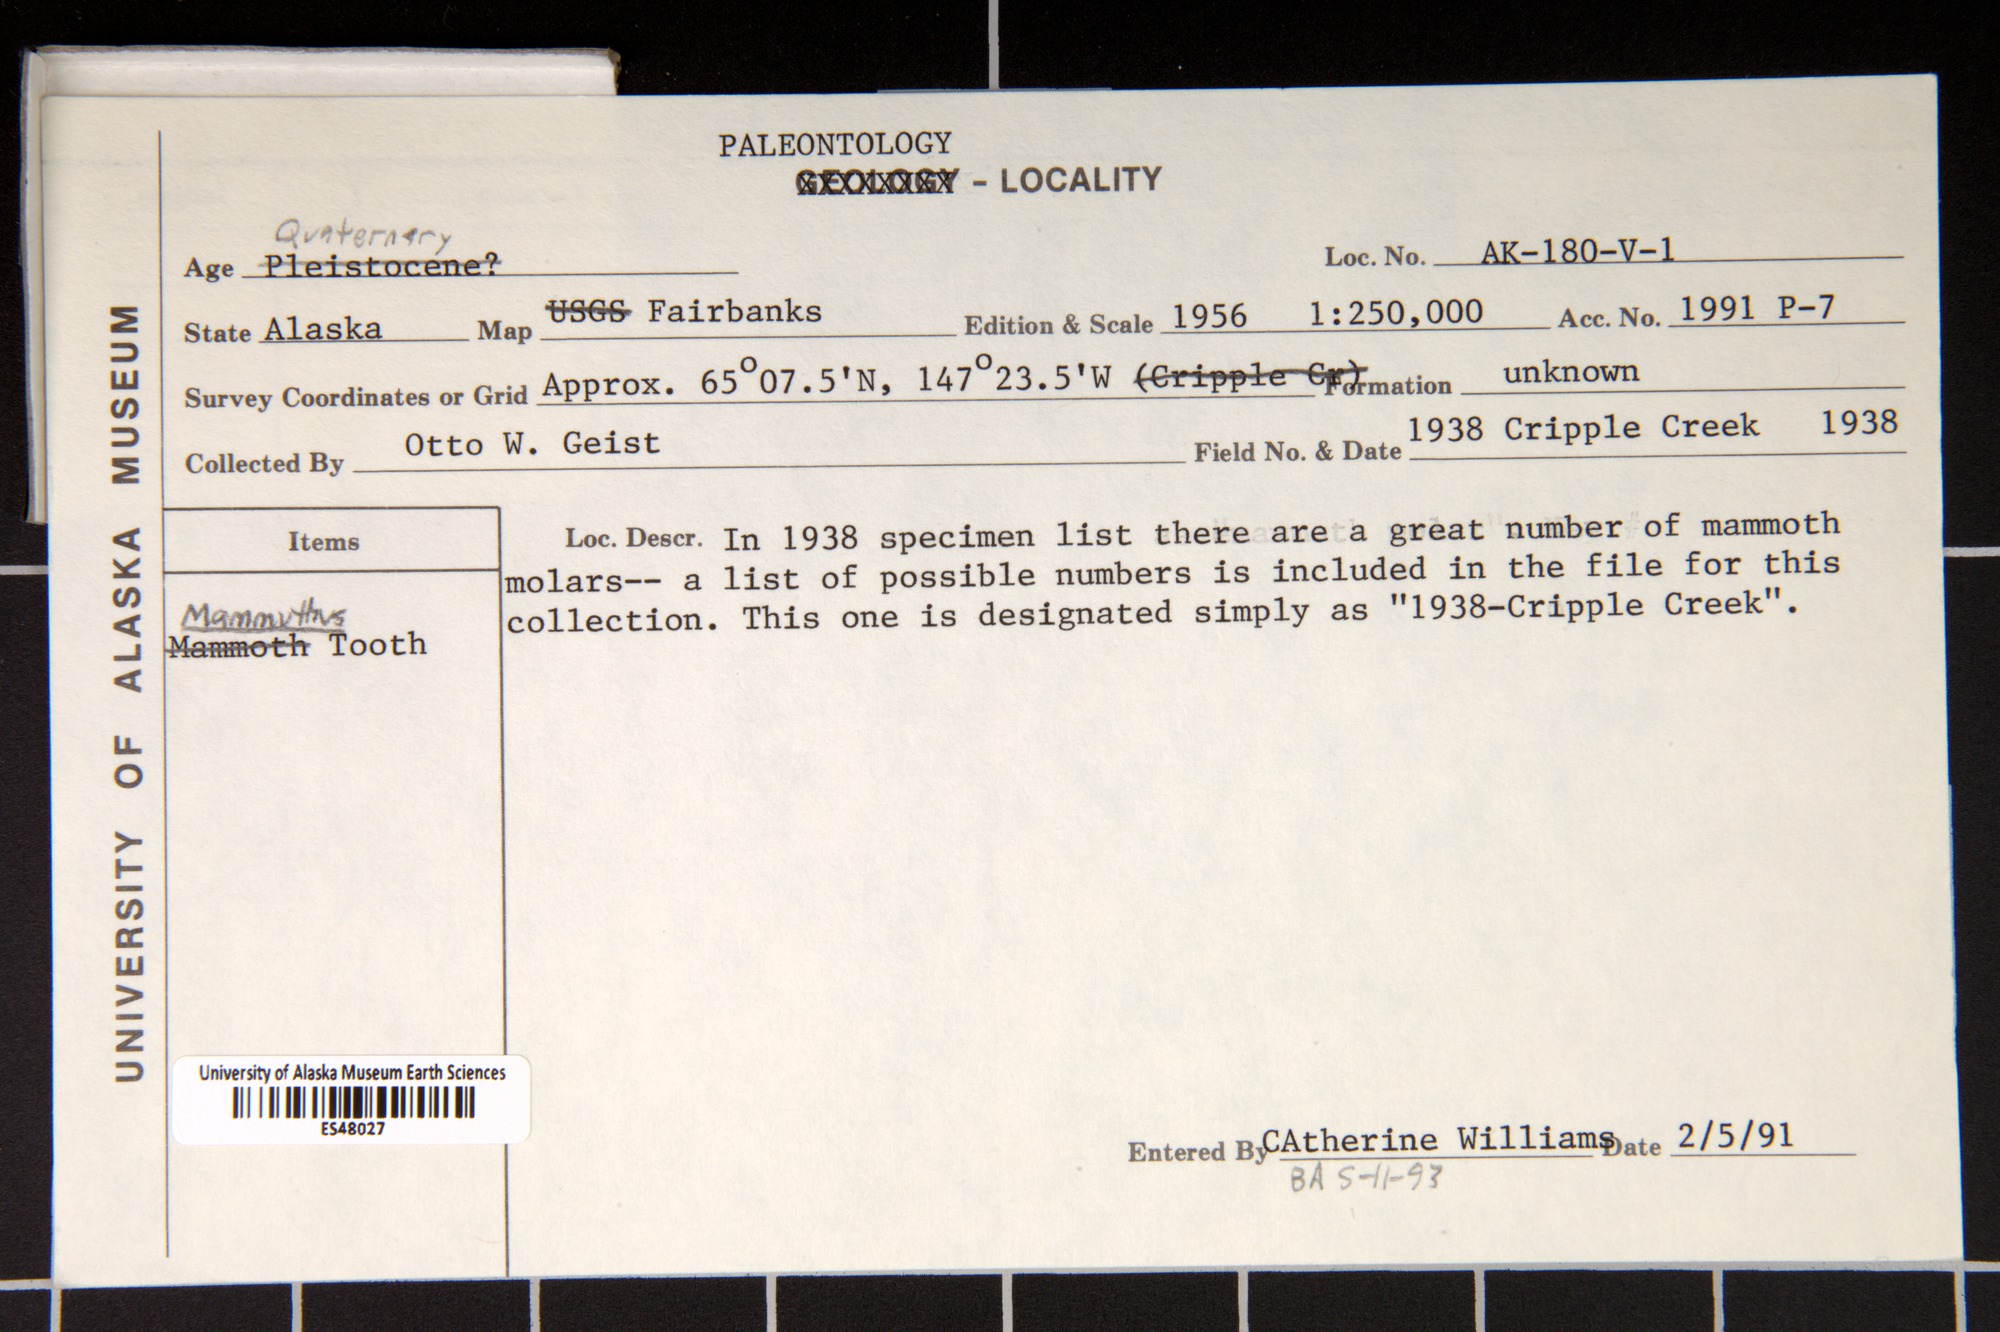 PALEONTOLOGY
GEOLOGY - LOCALITY
Quaternary
Age Pleistocene?
Loc. No. AK-180-V-1
State Alaska Map USGS Fairbanks Edition & Scale 1956 1:250,000 Acc. No. 1991 P-7
Survey Coordinates or Grid Approx. 65°07.5'N, 147°23.5'W (Cripple Cr) Formation unknown
Collected By Otto W. Geist Field No. & Date 1938 Cripple Creek 1938
UNIVERSITY OF ALASKA MUSEUM
Items
Mammuthus
Mammoth Tooth
Loc. Descr. In 1938 specimen list there are a great number of mammoth
molars-- a list of possible numbers is included in the file for this
collection. This one is designated simply as "1938-Cripple Creek".
University of Alaska Museum Earth Sciences
ES48027
Entered By CAtherine Williams Date 2/5/91
BA 5-11-93